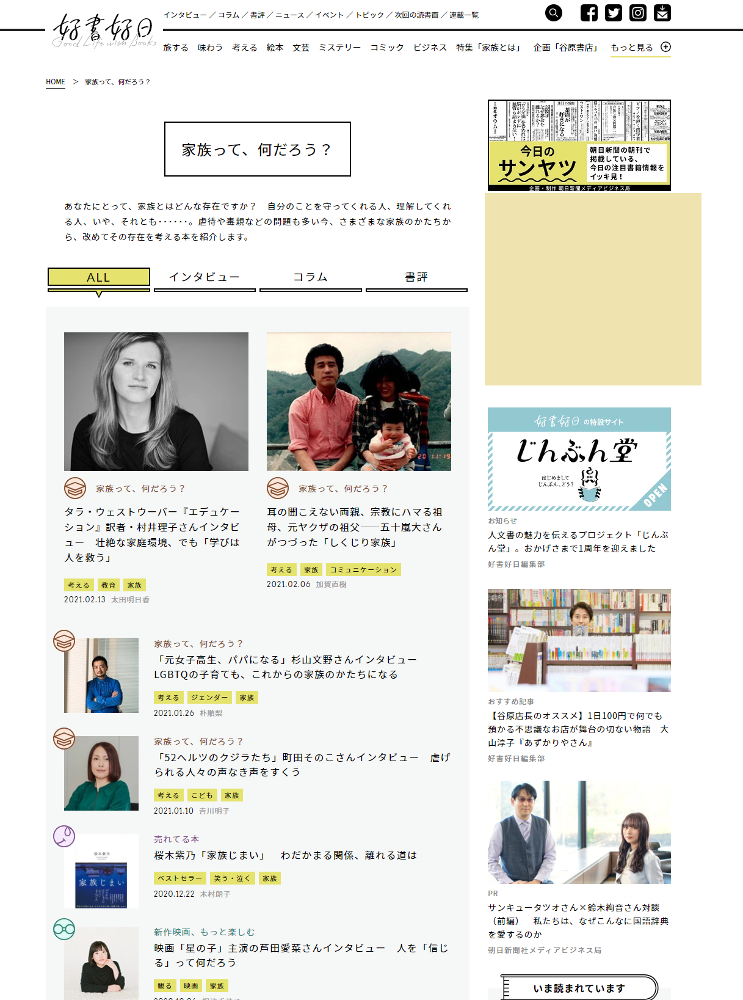 好書好日
Good Life with Books
インタビュー ／ コラム ／ 書評 ／ ニュース ／ イベント ／ トピック ／ 次回の読書面 ／ 連載一覧
旅する 味わう 考える 絵本 文芸 ミステリー コミック ビジネス 特集「家族とは」 企画「谷原書店」 もっと見る
HOME ＞ 家族って、何だろう？
家族って、何だろう？
あなたにとって、家族とはどんな存在ですか？　自分のことを守ってくれる人、理解してくれ
る人、いや、それとも･･････。虐待や毒親などの問題も多い今、さまざまな家族のかたちか
ら、改めてその存在を考える本を紹介します。
ALL インタビュー コラム 書評
20 11:19
家族って、何だろう？
タラ・ウェストウーバー『エデュケー
ション』訳者・村井理子さんインタビ
ュー　壮絶な家庭環境、でも「学びは
人を救う」
考える 教育 家族
2021.02.13 太田明日香
家族って、何だろう？
耳の聞こえない両親、宗教にハマる祖
母、元ヤクザの祖父――五十嵐大さん
がつづった「しくじり家族」
考える 家族 コミュニケーション
2021.02.06 加賀直樹
家族って、何だろう？
「元女子高生、パパになる」杉山文野さんインタビュー
LGBTQの子育ても、これからの家族のかたちになる
考える ジェンダー 家族
2021.01.26 朴順梨
家族って、何だろう？
「52ヘルツのクジラたち」町田そのこさんインタビュー　虐げ
られる人々の声なき声をすくう
考える こども 家族
2021.01.10 吉川明子
桜木紫乃
家族じまい
売れてる本
桜木紫乃「家族じまい」　わだかまる関係、離れる道は
ベストセラー 笑う・泣く 家族
2020.12.22 木村朗子
新作映画、もっと楽しむ
映画「星の子」主演の芦田愛菜さんインタビュー　人を「信じ
る」って何だろう
観る 映画 家族
今日の
サンヤツ
朝日新聞の朝刊で
掲載している、
今日の注目書籍情報を
イッキ見！
企画・制作 朝日新聞メディアビジネス局
好書好日 の特設サイト
じんぶん堂
はじめまして
じんぶん、どう？
OPEN
お知らせ
人文書の魅力を伝えるプロジェクト「じんぶ
ん堂」。おかげさまで1周年を迎えました
好書好日編集部
おすすめ記事
【谷原店長のオススメ】1日100円で何でも
預かる不思議なお店が舞台の切ない物語　大
山淳子『あずかりやさん』
好書好日編集部
PR
サンキュータツオさん×鈴木絢音さん対談
（前編）　私たちは、なぜこんなに国語辞典
を愛するのか
朝日新聞社メディアビジネス局
いま読まれています